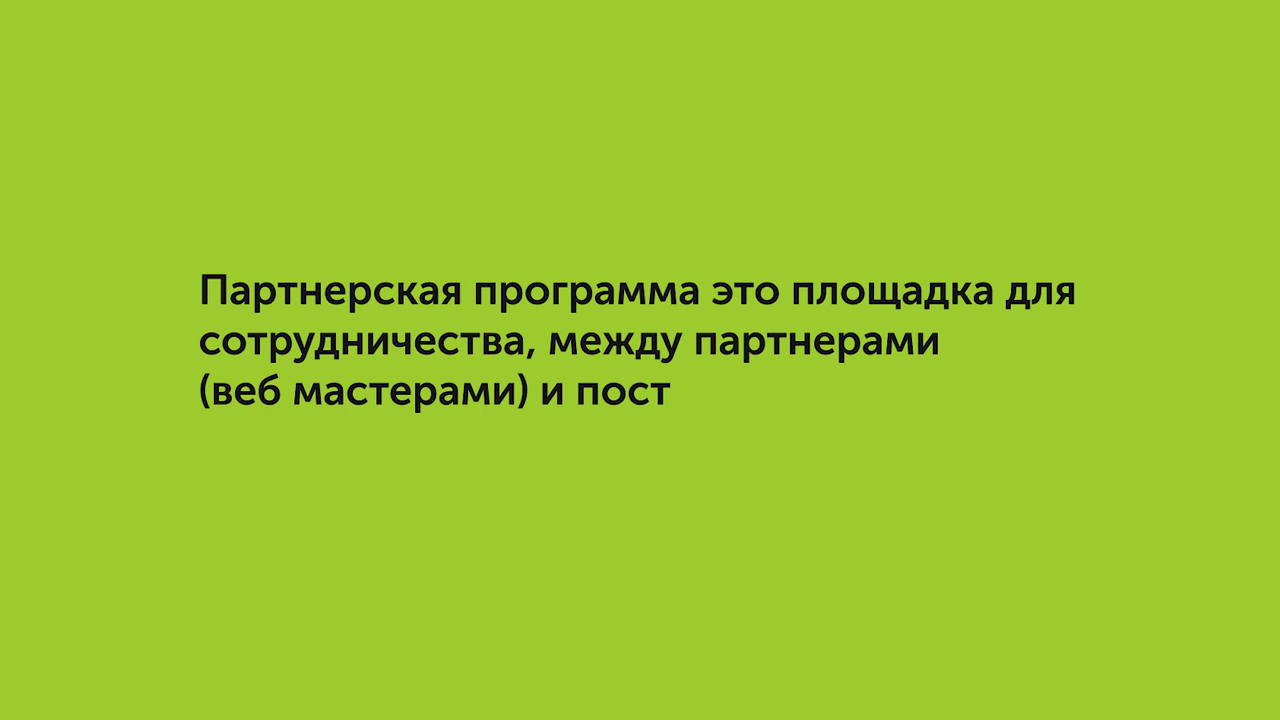 Партнерская программа это площадка для
сотрудничества, между партнерами
(веб мастерами) и пост